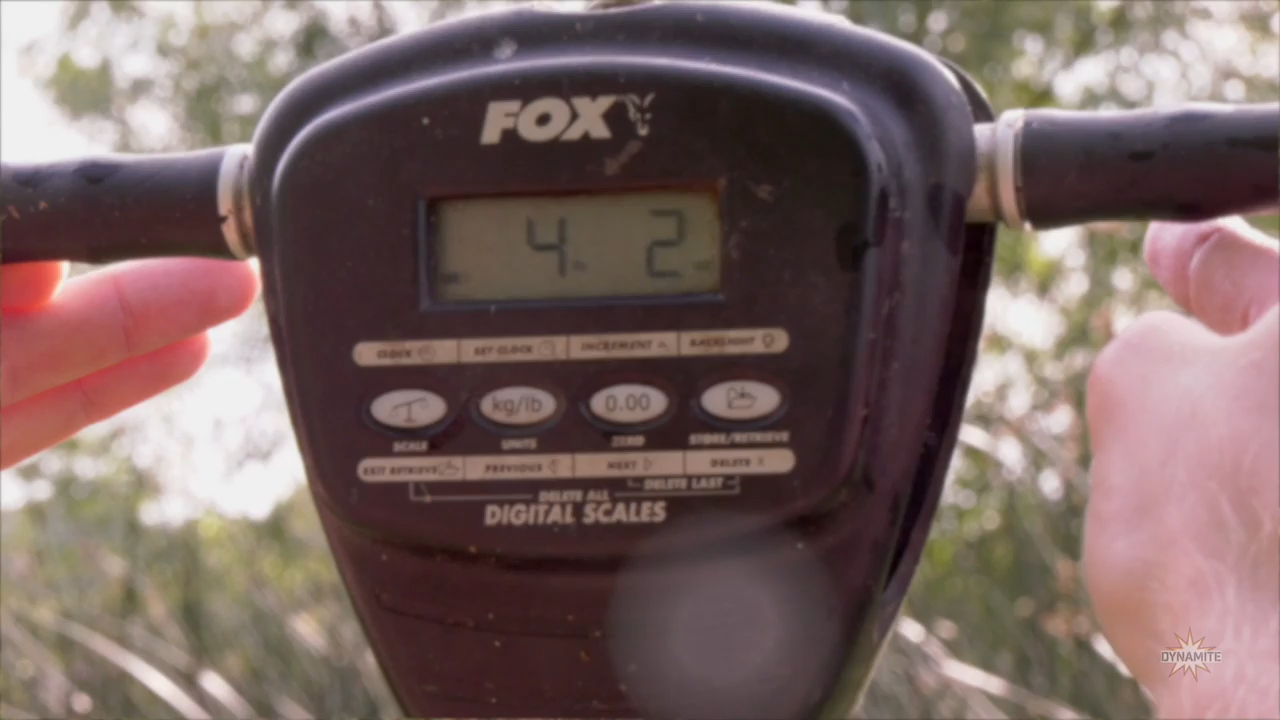 FOX
4 2
CLOCK SET CLOCK INCREMENT BACKLIGHT
kg/lb 0.00
SCALE UNITS ZERO STORE/RETRIEVE
EXIT RETRIEVE PREVIOUS NEXT DELETE X
DELETE LAST
DELETE ALL
DIGITAL SCALES
DYNAMITE